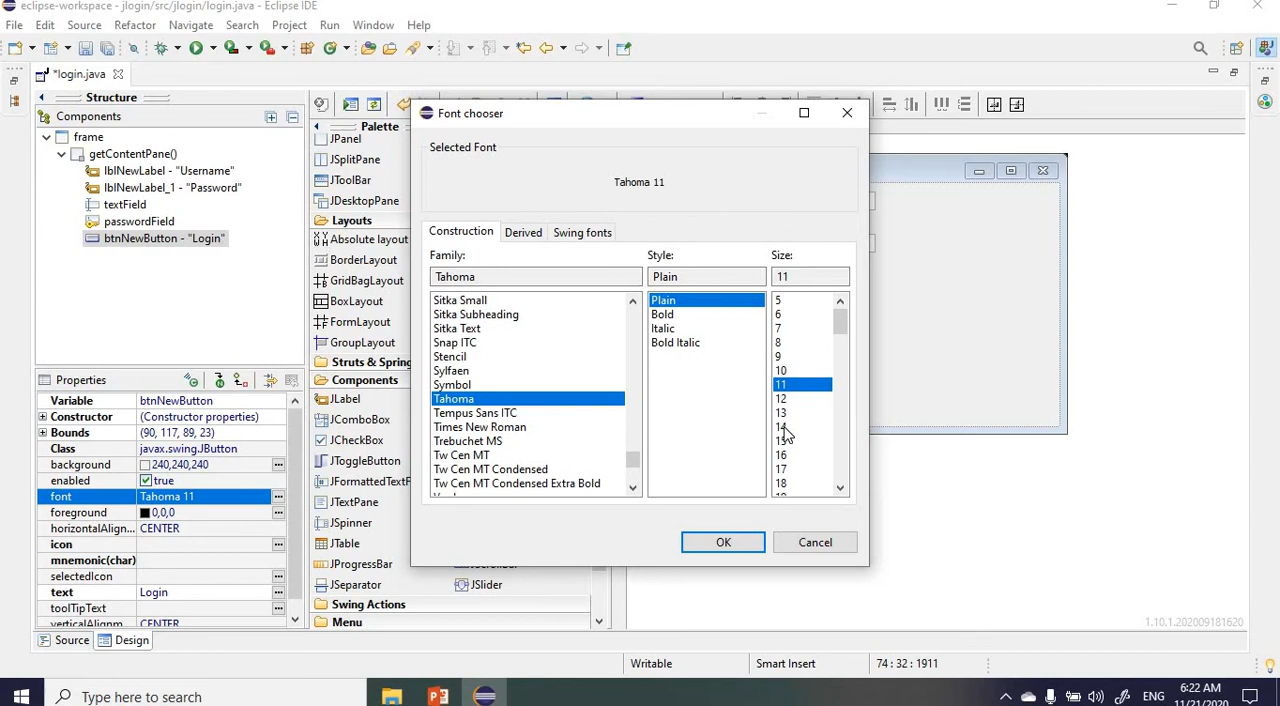 eclipse-workspace - jlogin/src/jlogin/login.java - Eclipse IDE
File Edit Source Refactor Navigate Search Project Run Window Help
*login.java
Structure
Components
frame
getContentPane()
lblNewLabel - "Username"
lblNewLabel_1 - "Password"
textField
passwordField
btnNewButton - "Login"
Properties
Variable btnNewButton
Constructor (Constructor properties)
Bounds (90, 117, 89, 23)
Class javax.swing.JButton
background 240,240,240
enabled true
font Tahoma 11
foreground 0,0,0
horizontalAlign... CENTER
icon
mnemonic(char)
selectedIcon
text Login
toolTipText
verticalAlignm... CENTER
Source Design
Palette
JPanel
JSplitPane
JToolBar
JDesktopPane
Layouts
Absolute layout
BorderLayout
GridBagLayout
BoxLayout
FormLayout
GroupLayout
Struts & Spring
Components
JLabel
JComboBox
JCheckBox
JToggleButton
JFormattedTextF
JTextPane
JSpinner
JTable
JProgressBar
JSeparator JSlider
Swing Actions
Menu
Font chooser
Selected Font
Tahoma 11
Construction Derived Swing fonts
Family: Style: Size:
Tahoma Plain 11
Sitka Small
Sitka Subheading
Sitka Text
Snap ITC
Stencil
Sylfaen
Symbol
Tahoma
Tempus Sans ITC
Times New Roman
Trebuchet MS
Tw Cen MT
Tw Cen MT Condensed
Tw Cen MT Condensed Extra Bold
Plain
Bold
Italic
Bold Italic
5
6
7
8
9
10
11
12
13
14
15
16
17
18
OK Cancel
1.10.1.202009181620
Writable Smart Insert 74 : 32 : 1911
Type here to search
ENG
6:22 AM
11/21/2020